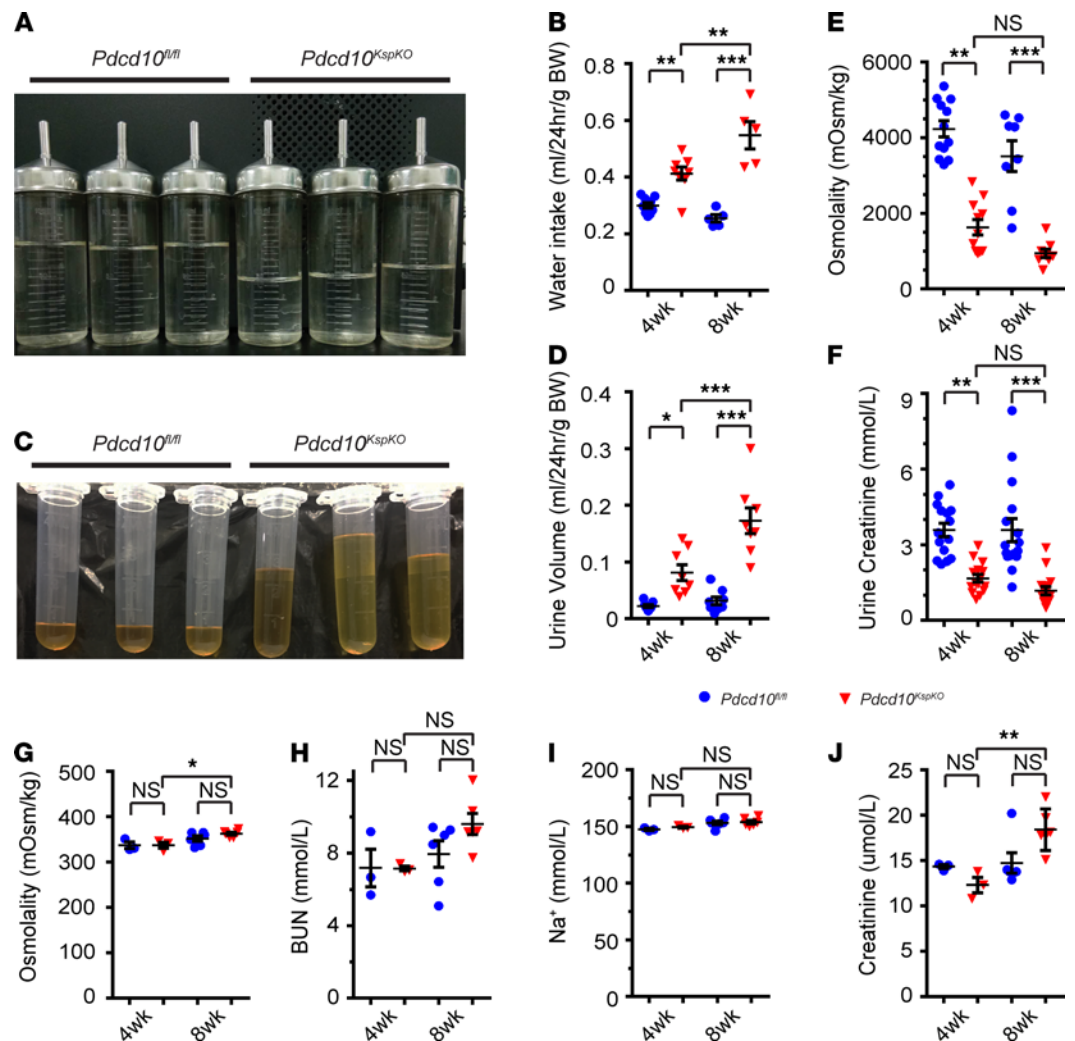 A
Pdcd10fl/fl
Pdcd10KspKO
B
**
**
***
0.8
0.6
0.4
0.2
0
Water intake (ml/24hr/g BW)
4wk
8wk
E
NS
**
***
6000
4000
2000
0
Osmolality (mOsm/kg)
4wk
8wk
C
Pdcd10fl/fl
Pdcd10KspKO
D
***
*
***
0.4
0.3
0.2
0.1
0
Urine Volume (ml/24hr/g BW)
4wk
8wk
F
NS
**
***
9
6
3
0
Urine Creatinine (mmol/L)
4wk
8wk
Pdcd10fl/fl
Pdcd10KspKO
G
*
NS
NS
500
400
300
200
100
0
Osmolality (mOsm/kg)
4wk
8wk
H
NS
NS
NS
12
8
4
0
BUN (mmol/L)
4wk
8wk
I
NS
NS
NS
200
150
100
50
0
Na+ (mmol/L)
4wk
8wk
J
**
NS
NS
25
20
15
10
5
0
Creatinine (umol/L)
4wk
8wk